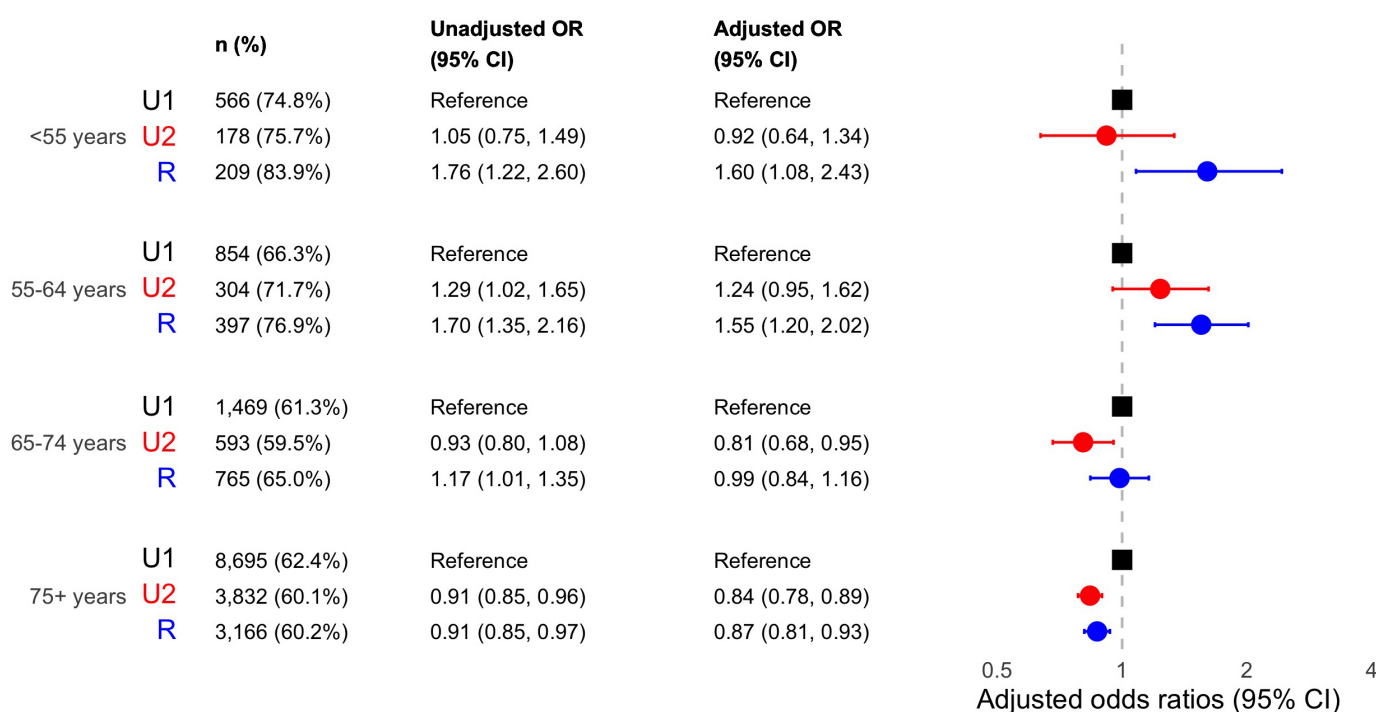 n (%) Unadjusted OR (95% CI) Adjusted OR (95% CI)
U1 566 (74.8%) Reference Reference
<55 years U2 178 (75.7%) 1.05 (0.75, 1.49) 0.92 (0.64, 1.34)
R 209 (83.9%) 1.76 (1.22, 2.60) 1.60 (1.08, 2.43)
U1 854 (66.3%) Reference Reference
55-64 years U2 304 (71.7%) 1.29 (1.02, 1.65) 1.24 (0.95, 1.62)
R 397 (76.9%) 1.70 (1.35, 2.16) 1.55 (1.20, 2.02)
U1 1,469 (61.3%) Reference Reference
65-74 years U2 593 (59.5%) 0.93 (0.80, 1.08) 0.81 (0.68, 0.95)
R 765 (65.0%) 1.17 (1.01, 1.35) 0.99 (0.84, 1.16)
U1 8,695 (62.4%) Reference Reference
75+ years U2 3,832 (60.1%) 0.91 (0.85, 0.96) 0.84 (0.78, 0.89)
R 3,166 (60.2%) 0.91 (0.85, 0.97) 0.87 (0.81, 0.93)
0.5 1 2 4
Adjusted odds ratios (95% CI)